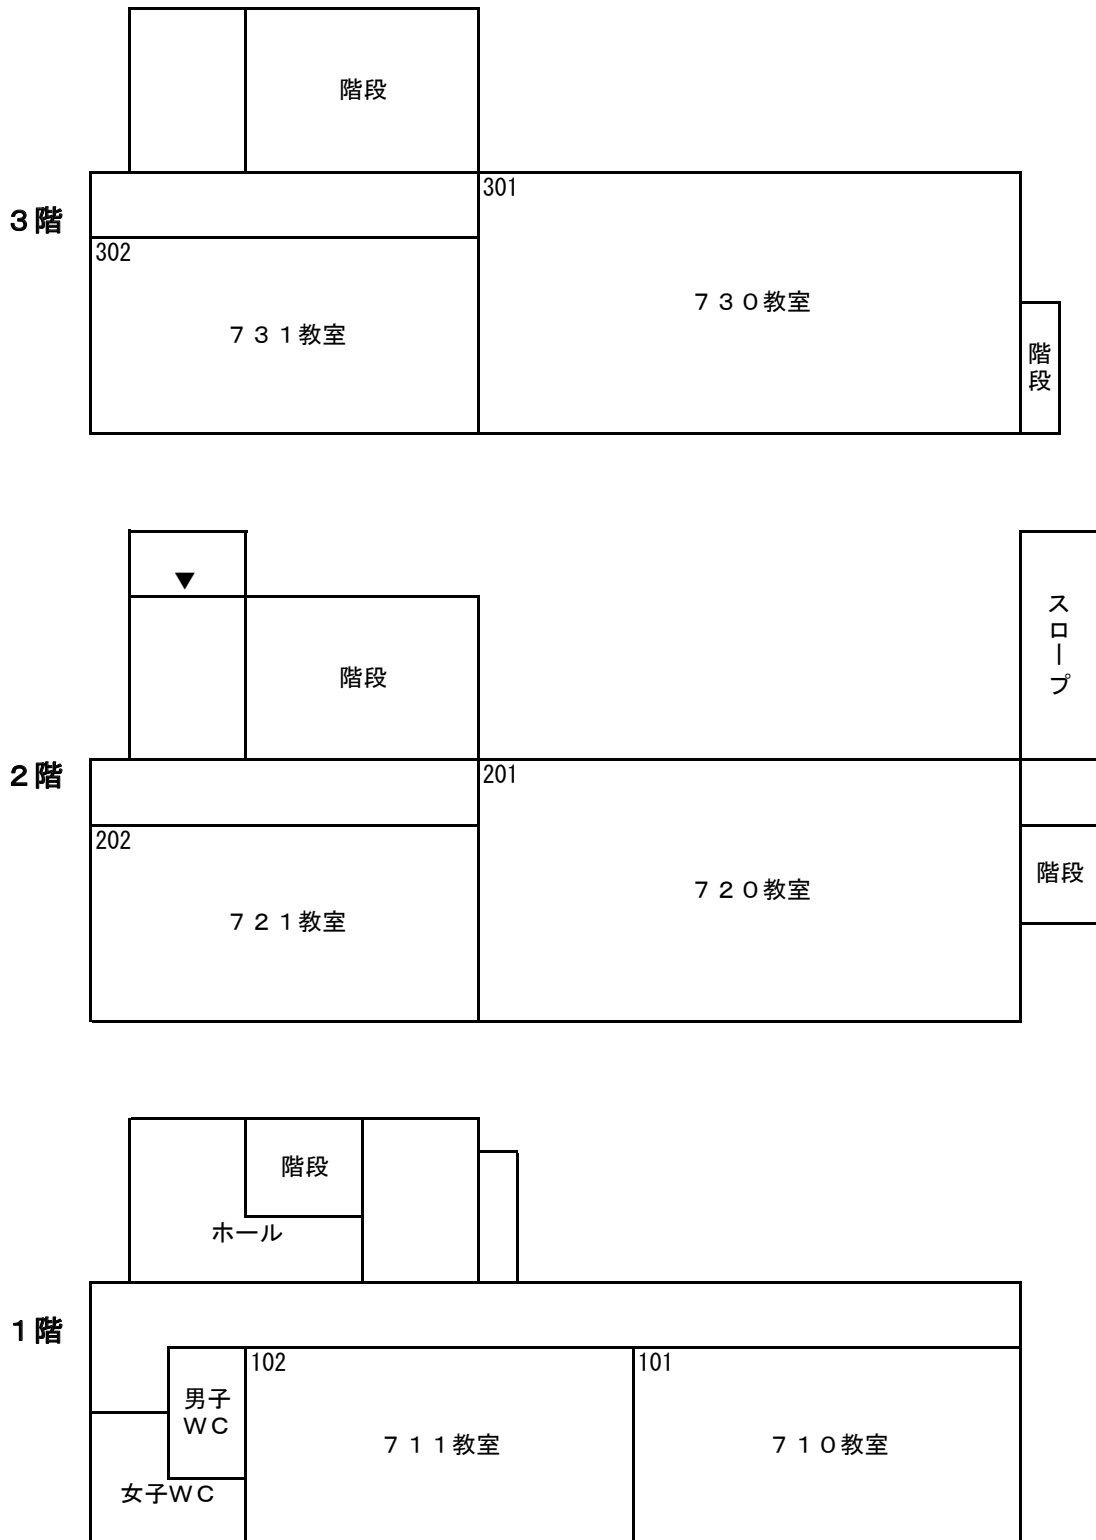 階段
３階
301
302
７３０教室
７３１教室
階段
▼
スロープ
階段
２階
201
202
階段
７２０教室
７２１教室
階段
ホール
１階
102
101
男子
ＷＣ
７１１教室
７１０教室
女子ＷＣ